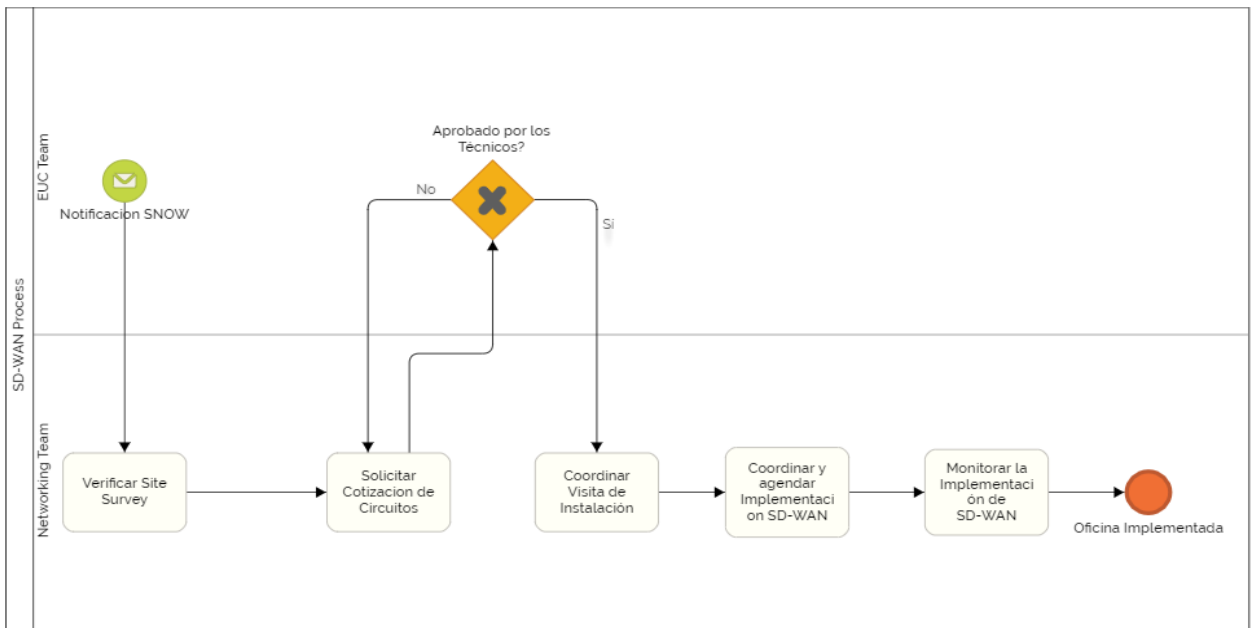 SD-WAN Process
EUC Team
Notificacion SNOW
Aprobado por los
Técnicos?
No
Sí
Networking Team
Verificar Site
Survey
Solicitar
Cotizacion de
Circuitos
Coordinar
Visita de
Instalación
Coordinar y
agendar
Implementaci
on SD-WAN
Monitorar la
Implementaci
ón de
SD-WAN
Oficina Implementada